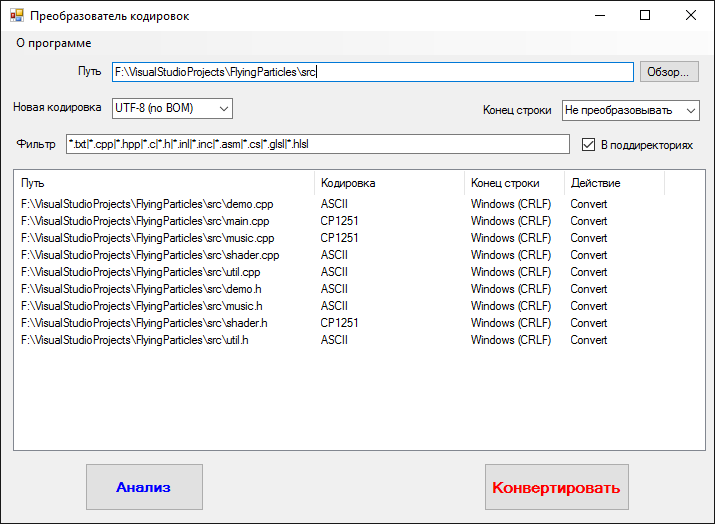 Преобразователь кодировок
О программе
Путь F:\VisualStudioProjects\FlyingParticles\src Обзор...
Новая кодировка UTF-8 (no BOM) Конец строки Не преобразовывать
Фильтр *.txt|*.cpp|*.hpp|*.c|*.h|*.inl|*.inc|*.asm|*.cs|*.glsl|*.hlsl В поддиректориях
Путь Кодировка Конец строки Действие
F:\VisualStudioProjects\FlyingParticles\src\demo.cpp ASCII Windows (CRLF) Convert
F:\VisualStudioProjects\FlyingParticles\src\main.cpp CP1251 Windows (CRLF) Convert
F:\VisualStudioProjects\FlyingParticles\src\music.cpp CP1251 Windows (CRLF) Convert
F:\VisualStudioProjects\FlyingParticles\src\shader.cpp ASCII Windows (CRLF) Convert
F:\VisualStudioProjects\FlyingParticles\src\util.cpp ASCII Windows (CRLF) Convert
F:\VisualStudioProjects\FlyingParticles\src\demo.h ASCII Windows (CRLF) Convert
F:\VisualStudioProjects\FlyingParticles\src\music.h ASCII Windows (CRLF) Convert
F:\VisualStudioProjects\FlyingParticles\src\shader.h CP1251 Windows (CRLF) Convert
F:\VisualStudioProjects\FlyingParticles\src\util.h ASCII Windows (CRLF) Convert
Анализ Конвертировать